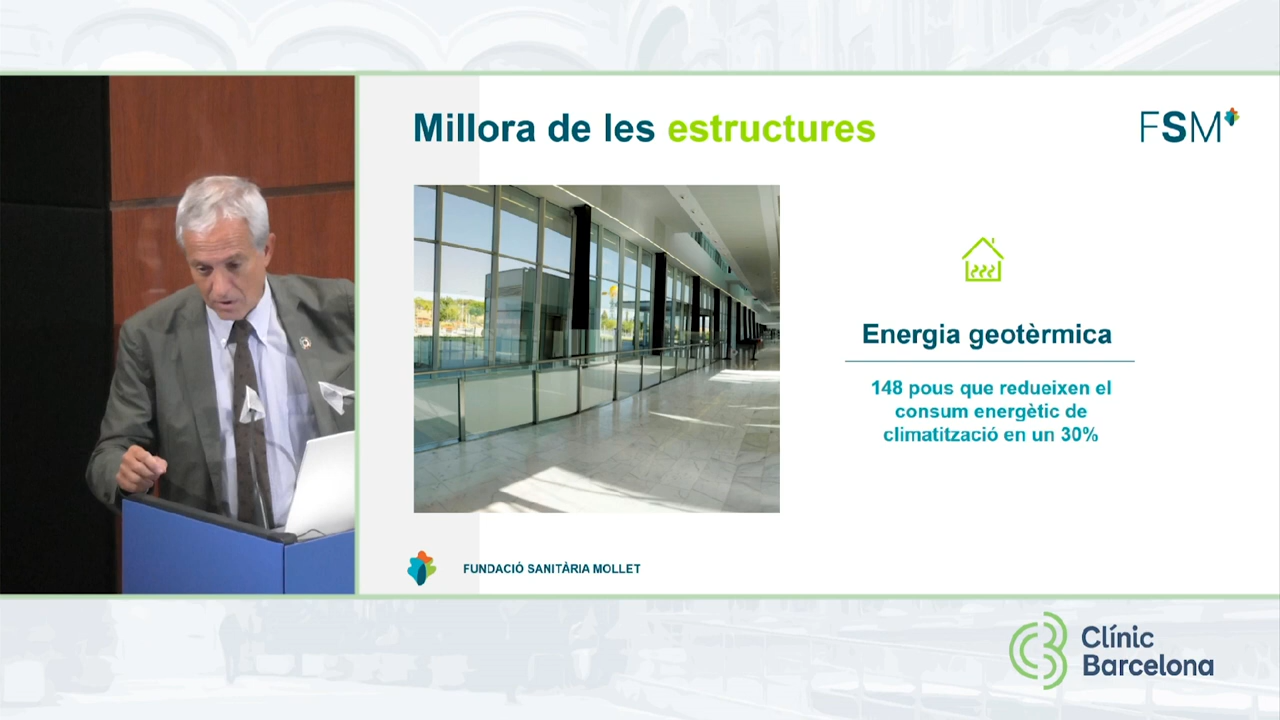 Millora de les estructures
FSM
Energia geotèrmica
148 pous que redueixen el
consum energètic de
climatització en un 30%
FUNDACIÓ SANITÀRIA MOLLET
Clínic
Barcelona